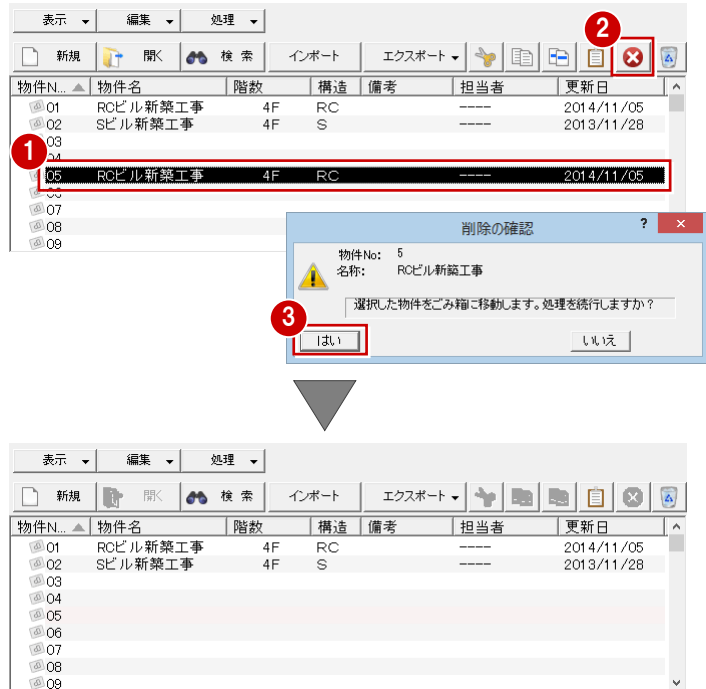 表示 編集 処理
2
新規 開く 検 索 インポート エクスポート
物件N... 物件名 階数 構造 備考 担当者 更新日
01 RCビル新築工事 4F RC ---- 2014/11/05
02 Sビル新築工事 4F S ---- 2013/11/28
03
1
04
05 RCビル新築工事 4F RC ---- 2014/11/05
06
07
08
09
削除の確認 ? ×
物件No: 5
名称: RCビル新築工事
選択した物件をごみ箱に移動します。処理を続行しますか？
3
はい いいえ
表示 編集 処理
新規 開く 検 索 インポート エクスポート
物件N... 物件名 階数 構造 備考 担当者 更新日
01 RCビル新築工事 4F RC ---- 2014/11/05
02 Sビル新築工事 4F S ---- 2013/11/28
03
04
05
06
07
08
09